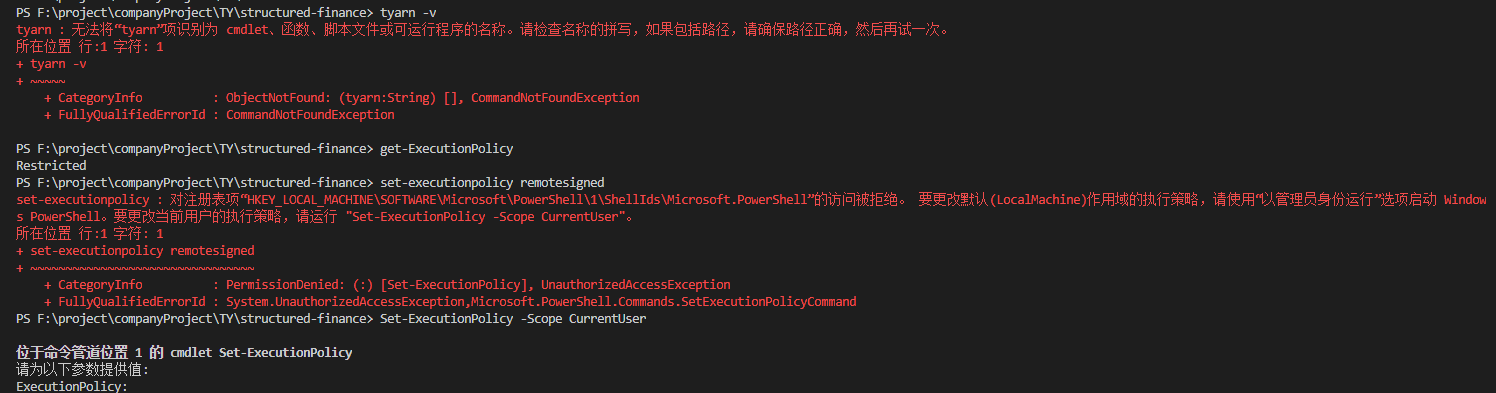 PS F:\project\companyProject\TY\structured-finance> tyarn -v
tyarn : 无法将“tyarn”项识别为 cmdlet、函数、脚本文件或可运行程序的名称。请检查名称的拼写，如果包括路径，请确保路径正确，然后再试一次。
所在位置 行:1 字符: 1
+ tyarn -v
+ ~~~~~
    + CategoryInfo          : ObjectNotFound: (tyarn:String) [], CommandNotFoundException
    + FullyQualifiedErrorId : CommandNotFoundException
PS F:\project\companyProject\TY\structured-finance> get-ExecutionPolicy
Restricted
PS F:\project\companyProject\TY\structured-finance> set-executionpolicy remotesigned
set-executionpolicy : 对注册表项“HKEY_LOCAL_MACHINE\SOFTWARE\Microsoft\PowerShell\1\ShellIds\Microsoft.PowerShell”的访问被拒绝。 要更改默认(LocalMachine)作用域的执行策略，请使用“以管理员身份运行”选项启动 Window
s PowerShell。要更改当前用户的执行策略，请运行 "Set-ExecutionPolicy -Scope CurrentUser"。
所在位置 行:1 字符: 1
+ set-executionpolicy remotesigned
+ ~~~~~~~~~~~~~~~~~~~~~~~~~~~~~~~~
    + CategoryInfo          : PermissionDenied: (:) [Set-ExecutionPolicy], UnauthorizedAccessException
    + FullyQualifiedErrorId : System.UnauthorizedAccessException,Microsoft.PowerShell.Commands.SetExecutionPolicyCommand
PS F:\project\companyProject\TY\structured-finance> Set-ExecutionPolicy -Scope CurrentUser
位于命令管道位置 1 的 cmdlet Set-ExecutionPolicy
请为以下参数提供值:
ExecutionPolicy: